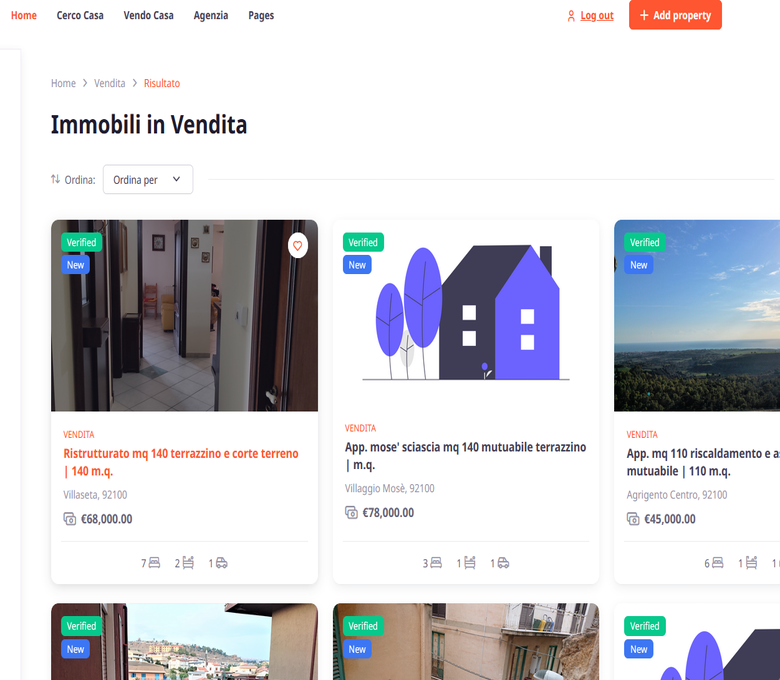 Home Cerco Casa Vendo Casa Agenzia Pages Log out + Add property
Home > Vendita > Risultato
Immobili in Vendita
Ordina: Ordina per
Verified
New
VENDITA
Ristrutturato mq 140 terrazzino e corte terreno
| 140 m.q.
Villaseta, 92100
€68,000.00
7 2 1
Verified
New
VENDITA
App. mose' sciascia mq 140 mutuabile terrazzino
| m.q.
Villaggio Mosè, 92100
€78,000.00
3 1 1
Verified
New
VENDITA
App. mq 110 riscaldamento e a
mutuabile | 110 m.q.
Agrigento Centro, 92100
€45,000.00
6 1 1
Verified
New
Verified
New
Verified
New